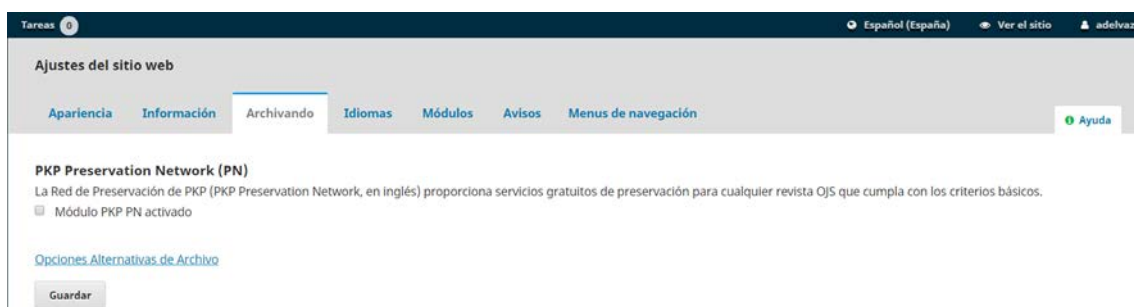 Tareas 0 Español (España) Ver el sitio adelvaz
Ajustes del sitio web
Apariencia Información Archivando Idiomas Módulos Avisos Menus de navegación Ayuda
PKP Preservation Network (PN)
La Red de Preservación de PKP (PKP Preservation Network, en inglés) proporciona servicios gratuitos de preservación para cualquier revista OJS que cumpla con los criterios básicos.
Módulo PKP PN activado
Opciones Alternativas de Archivo
Guardar